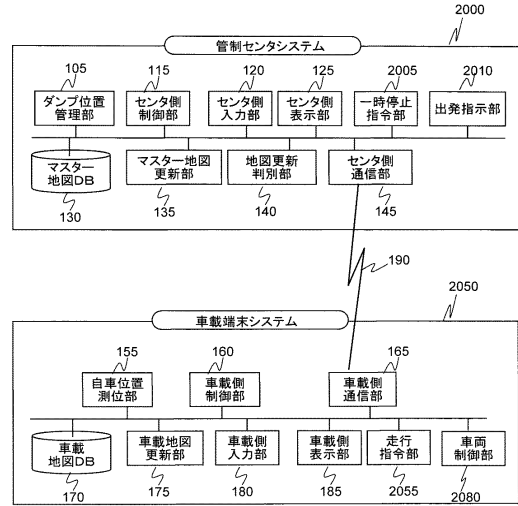 2000
管制センタシステム
105
115
120
125
2005
2010
ダンプ位置
管理部
センタ側
制御部
センタ側
入力部
センタ側
表示部
一時停止
指令部
出発指示部
マスター
地図DB
マスター地図
更新部
地図更新
判別部
センタ側
通信部
130
135
140
145
190
2050
車載端末システム
155
160
165
自車位置
測位部
車載側
制御部
車載側
通信部
車載
地図DB
車載地図
更新部
車載側
入力部
車載側
表示部
走行
指令部
車両
制御部
170
175
180
185
2055
2080